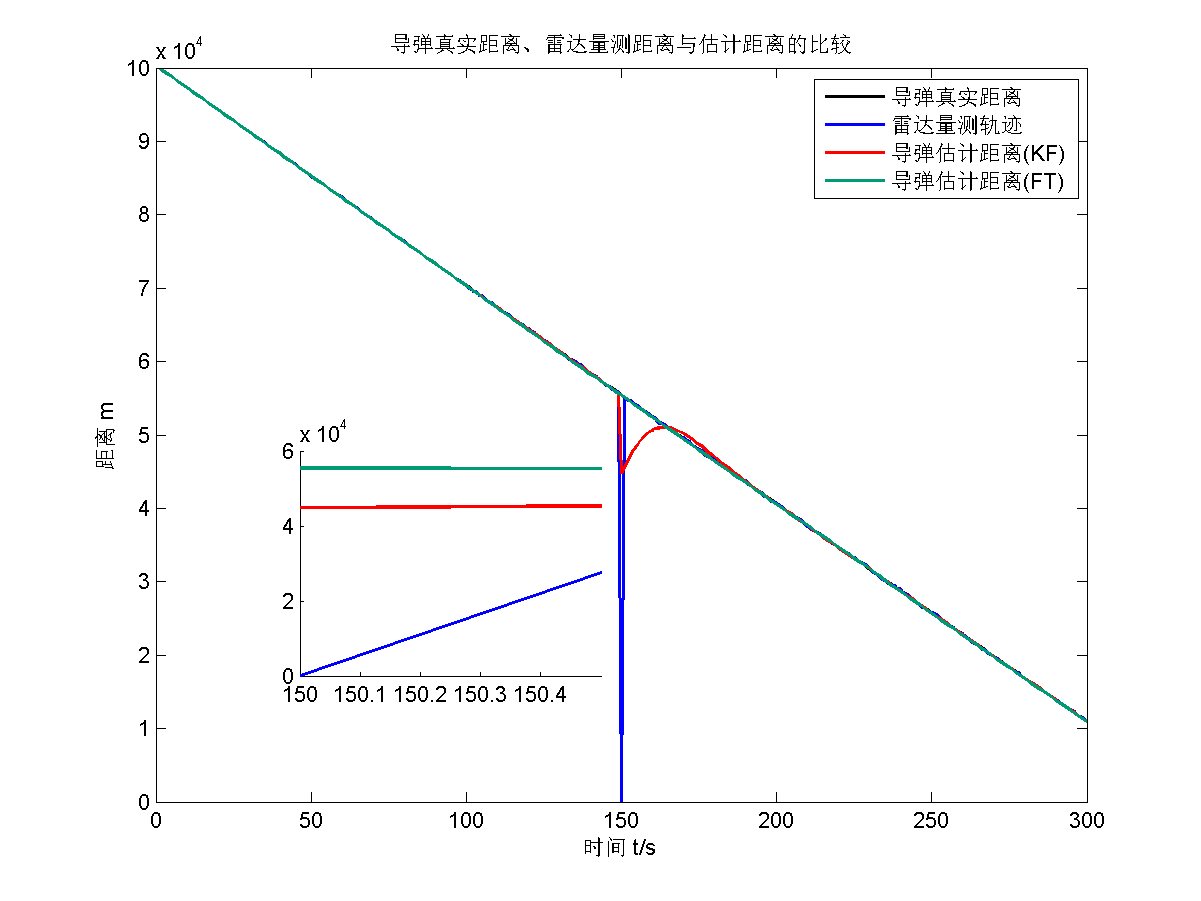 导弹真实距离、雷达量测距离与估计距离的比较
x 10^4
10
9
8
7
6
5
4
3
2
1
0
距离 m
导弹真实距离
雷达量测轨迹
导弹估计距离(KF)
导弹估计距离(FT)
x 10^4
6
4
2
0
150 150.1 150.2 150.3 150.4
0 50 100 150 200 250 300
时间 t/s